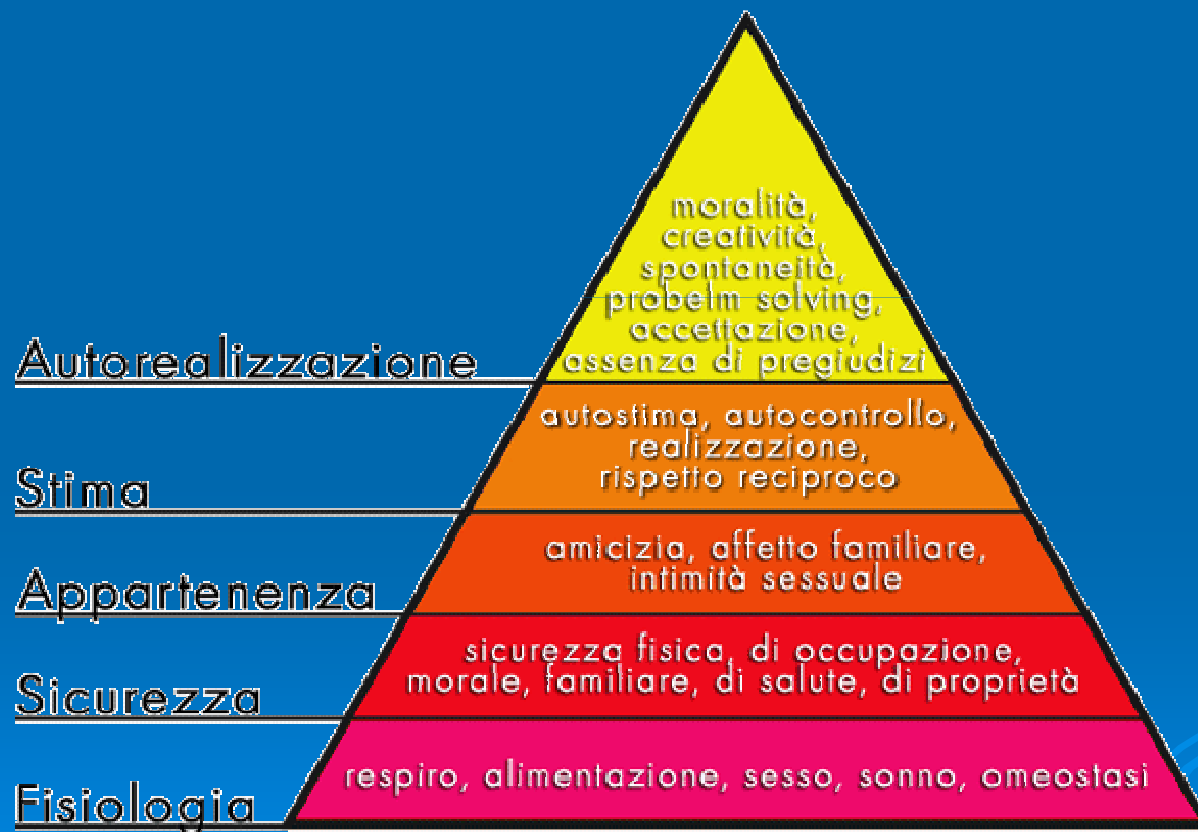 moralità,
creatività,
spontaneità,
probelm solving,
accettazione,
assenza di pregiudizi
Autorealizzazione
autostima, autocontrollo,
realizzazione,
rispetto reciproco
Stima
amicizia, affetto familiare,
intimità sessuale
Appartenenza
sicurezza fisica, di occupazione,
morale, familiare, di salute, di proprietà
Sicurezza
respiro, alimentazione, sesso, sonno, omeostasi
Fisiologia